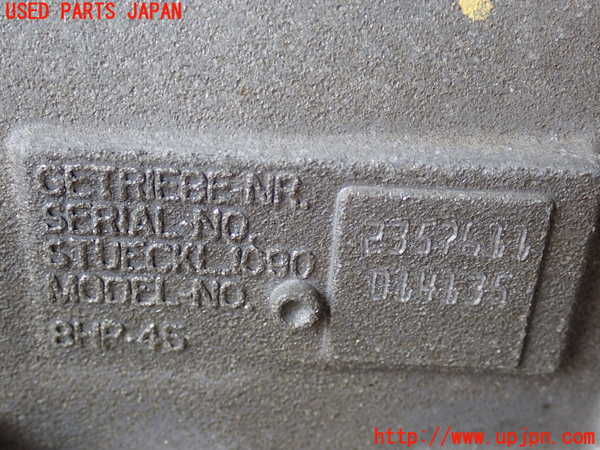 USED PARTS JAPAN
GETRIEBE-NR.
SERIAL-NO.
STUECKL.1090
MODEL-NO.
8HP-45
http://www.upjpn.com